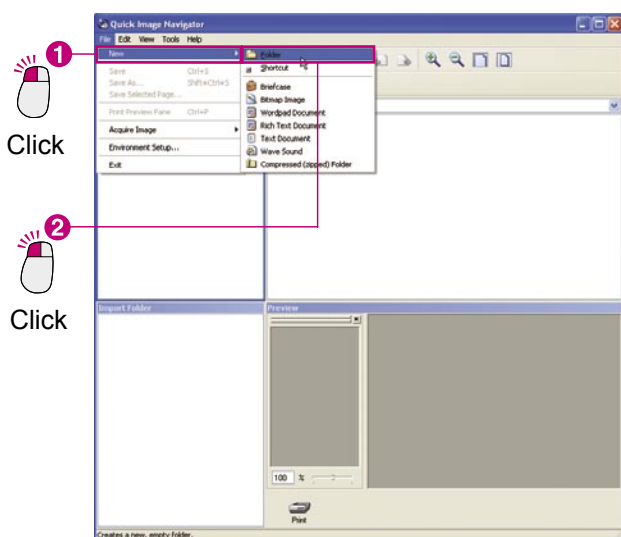 Quick Image Navigator
File Edit View Tools Help
1
New
Folder
Shortcut
Save Ctrl+S
Save As... Shift+Ctrl+S
Save Selected Page...
Briefcase
Bitmap Image
Print Preview Pane Ctrl+P
Wordpad Document
Acquire Image
Rich Text Document
Text Document
Environment Setup...
Wave Sound
Exit
Compressed (zipped) Folder
Click
2
Click
Import Folder
Preview
100 %
Print
Creates a new, empty folder.